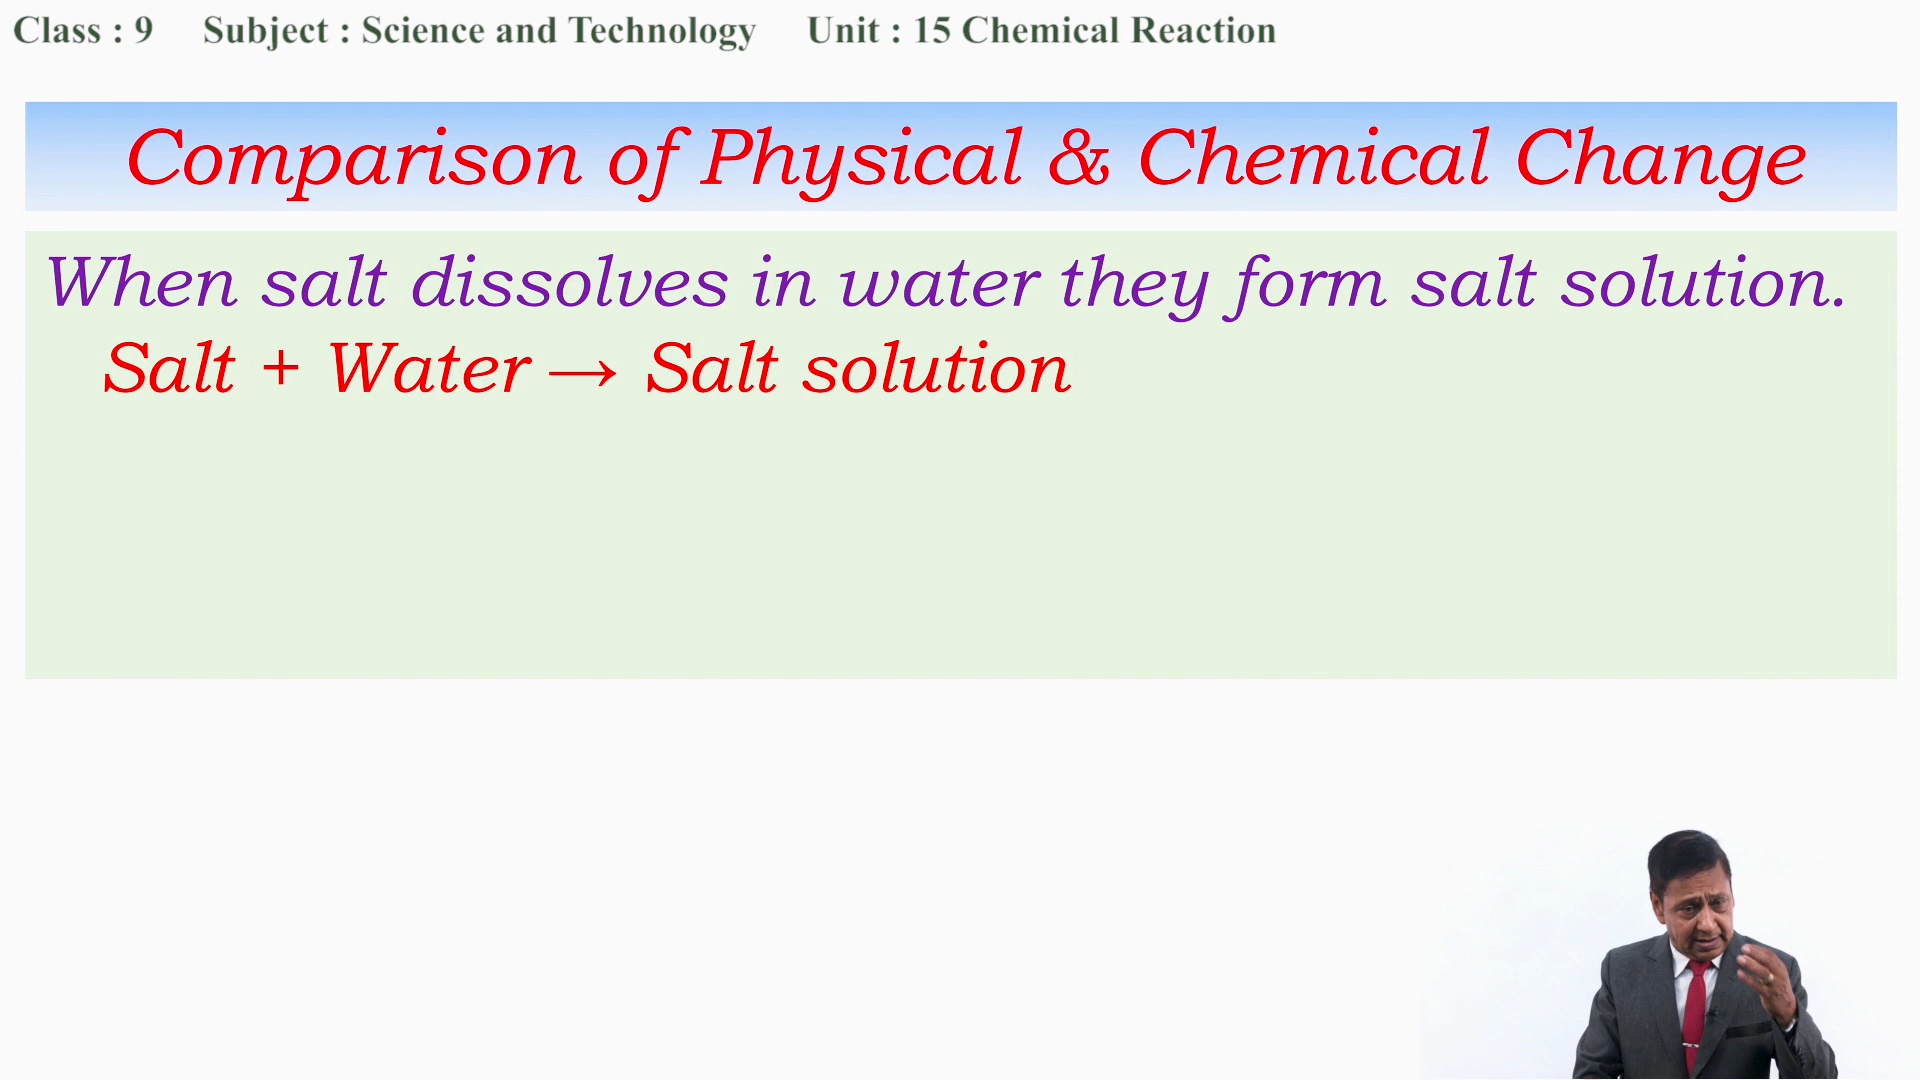 Class : 9 Subject : Science and Technology Unit : 15 Chemical Reaction
Comparison of Physical & Chemical Change
When salt dissolves in water they form salt solution.
Salt + Water → Salt solution